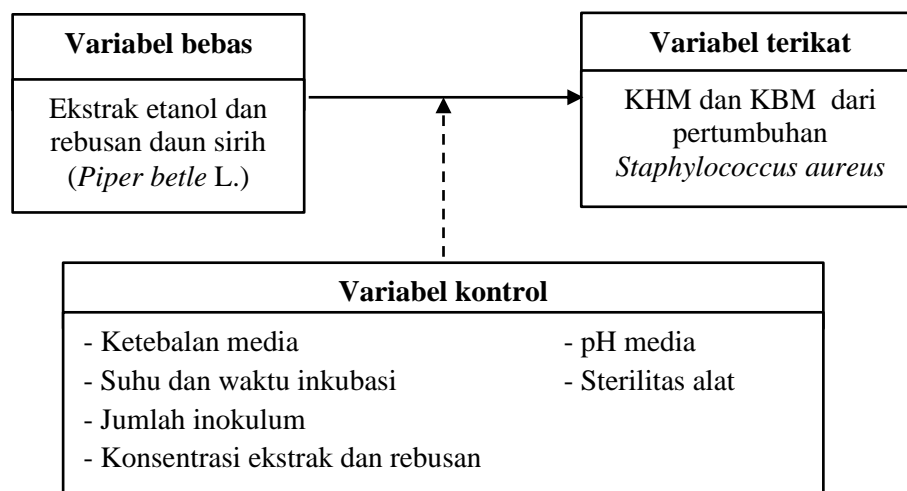 Variabel bebas
Ekstrak etanol dan
rebusan daun sirih
(Piper betle L.)
Variabel terikat
KHM dan KBM dari
pertumbuhan
Staphylococcus aureus
Variabel kontrol
- Ketebalan media
- Suhu dan waktu inkubasi
- Jumlah inokulum
- Konsentrasi ekstrak dan rebusan
- pH media
- Sterilitas alat